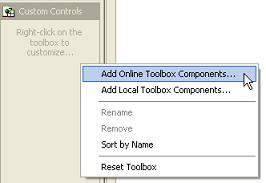 Custom Controls
Right-click on the
toolbox to
customize...
Add Online Toolbox Components...
Add Local Toolbox Components...
Rename
Remove
Sort by Name
Reset Toolbox